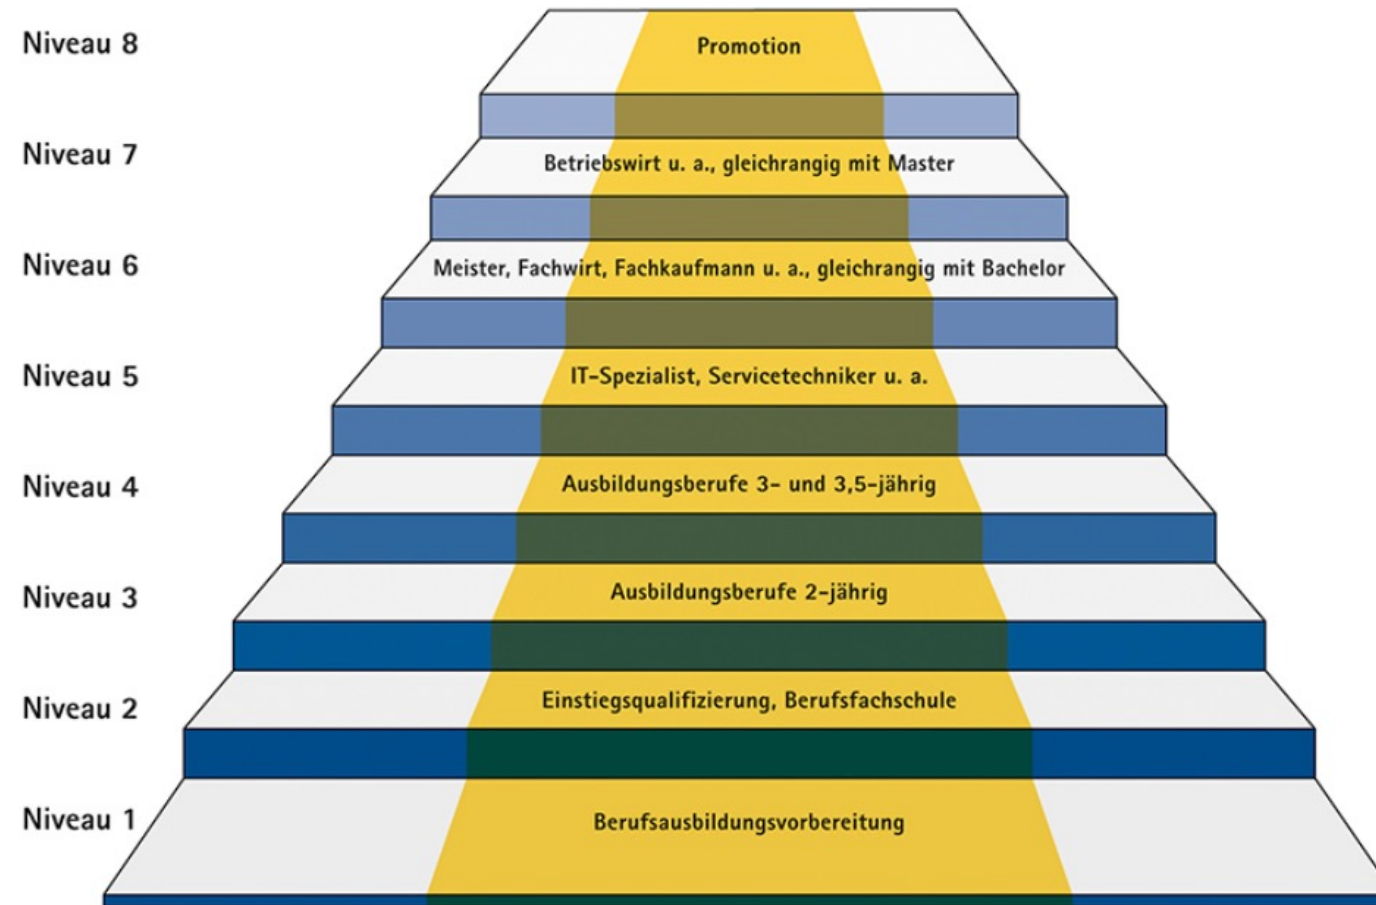 Niveau 8
Promotion
Niveau 7
Betriebswirt u. a., gleichrangig mit Master
Niveau 6
Meister, Fachwirt, Fachkaufmann u. a., gleichrangig mit Bachelor
Niveau 5
IT-Spezialist, Servicetechniker u. a.
Niveau 4
Ausbildungsberufe 3- und 3,5-jährig
Niveau 3
Ausbildungsberufe 2-jährig
Niveau 2
Einstiegsqualifizierung, Berufsfachschule
Niveau 1
Berufsausbildungsvorbereitung